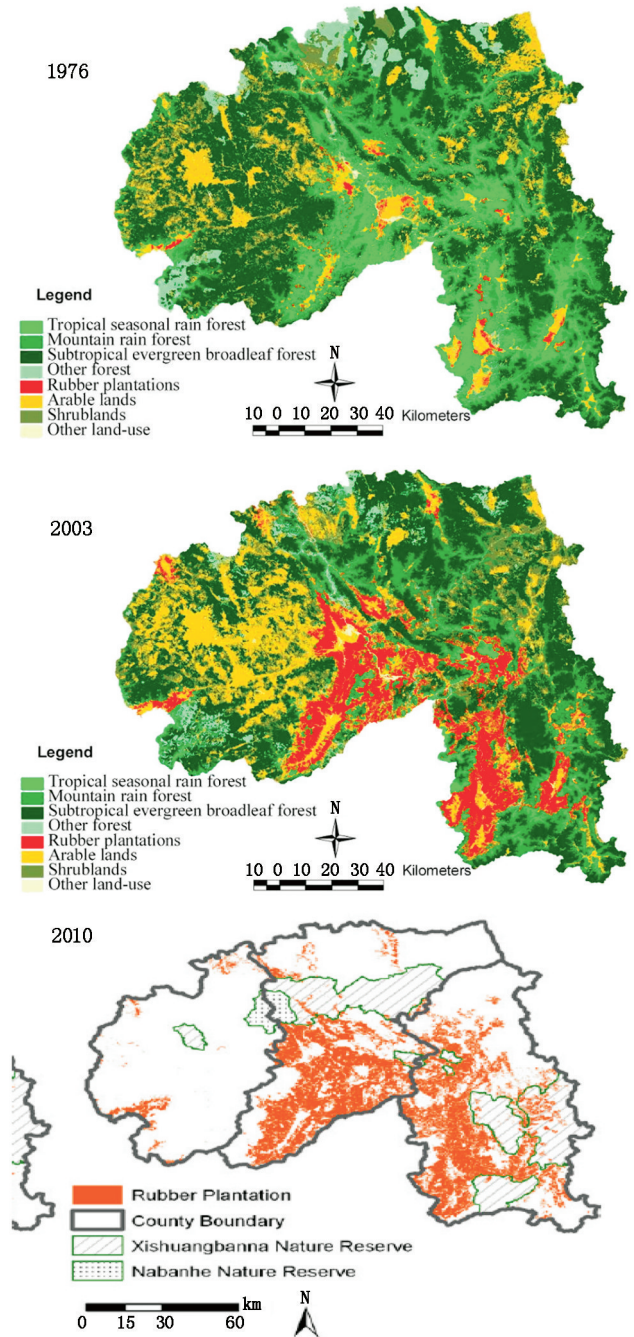 1976
Legend
Tropical seasonal rain forest
Mountain rain forest
Subtropical evergreen broadleaf forest
Other forest
Rubber plantations
Arable lands
Shrublands
Other land-use
N
10 0 10 20 40 Kilometers
2003
Legend
Tropical seasonal rain forest
Mountain rain forest
Subtropical evergreen broadleaf forest
Other forest
Rubber plantations
Arable lands
Shrublands
Other land-use
N
10 0 10 20 40 Kilometers
2010
Rubber Plantation
County Boundary
Xishuangbanna Nature Reserve
Nabanhe Nature Reserve
km
0 15 30 60
N